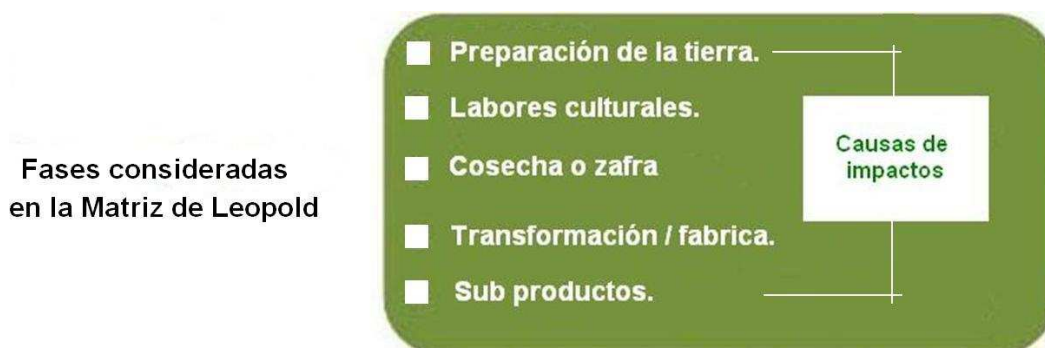 Fases consideradas
en la Matriz de Leopold
Preparación de la tierra.
Labores culturales.
Cosecha o zafra
Transformación / fabrica.
Sub productos.
Causas de
impactos